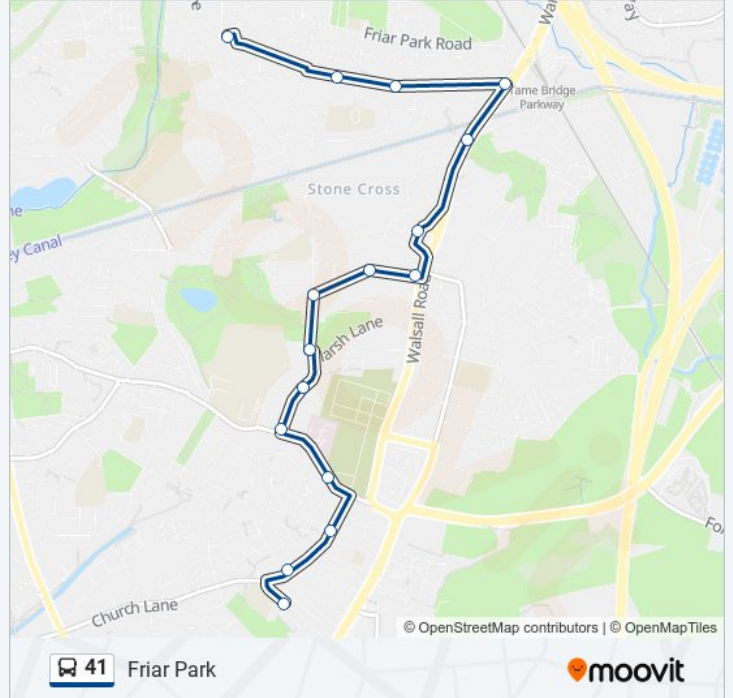 Friar Park Road
Tame Bridge
Parkway
Stone Cross
ey Canal
Walsall Road
Marsh Lane
Church Lane
© OpenStreetMap contributors | © OpenMapTiles
41 Friar Park
moovit